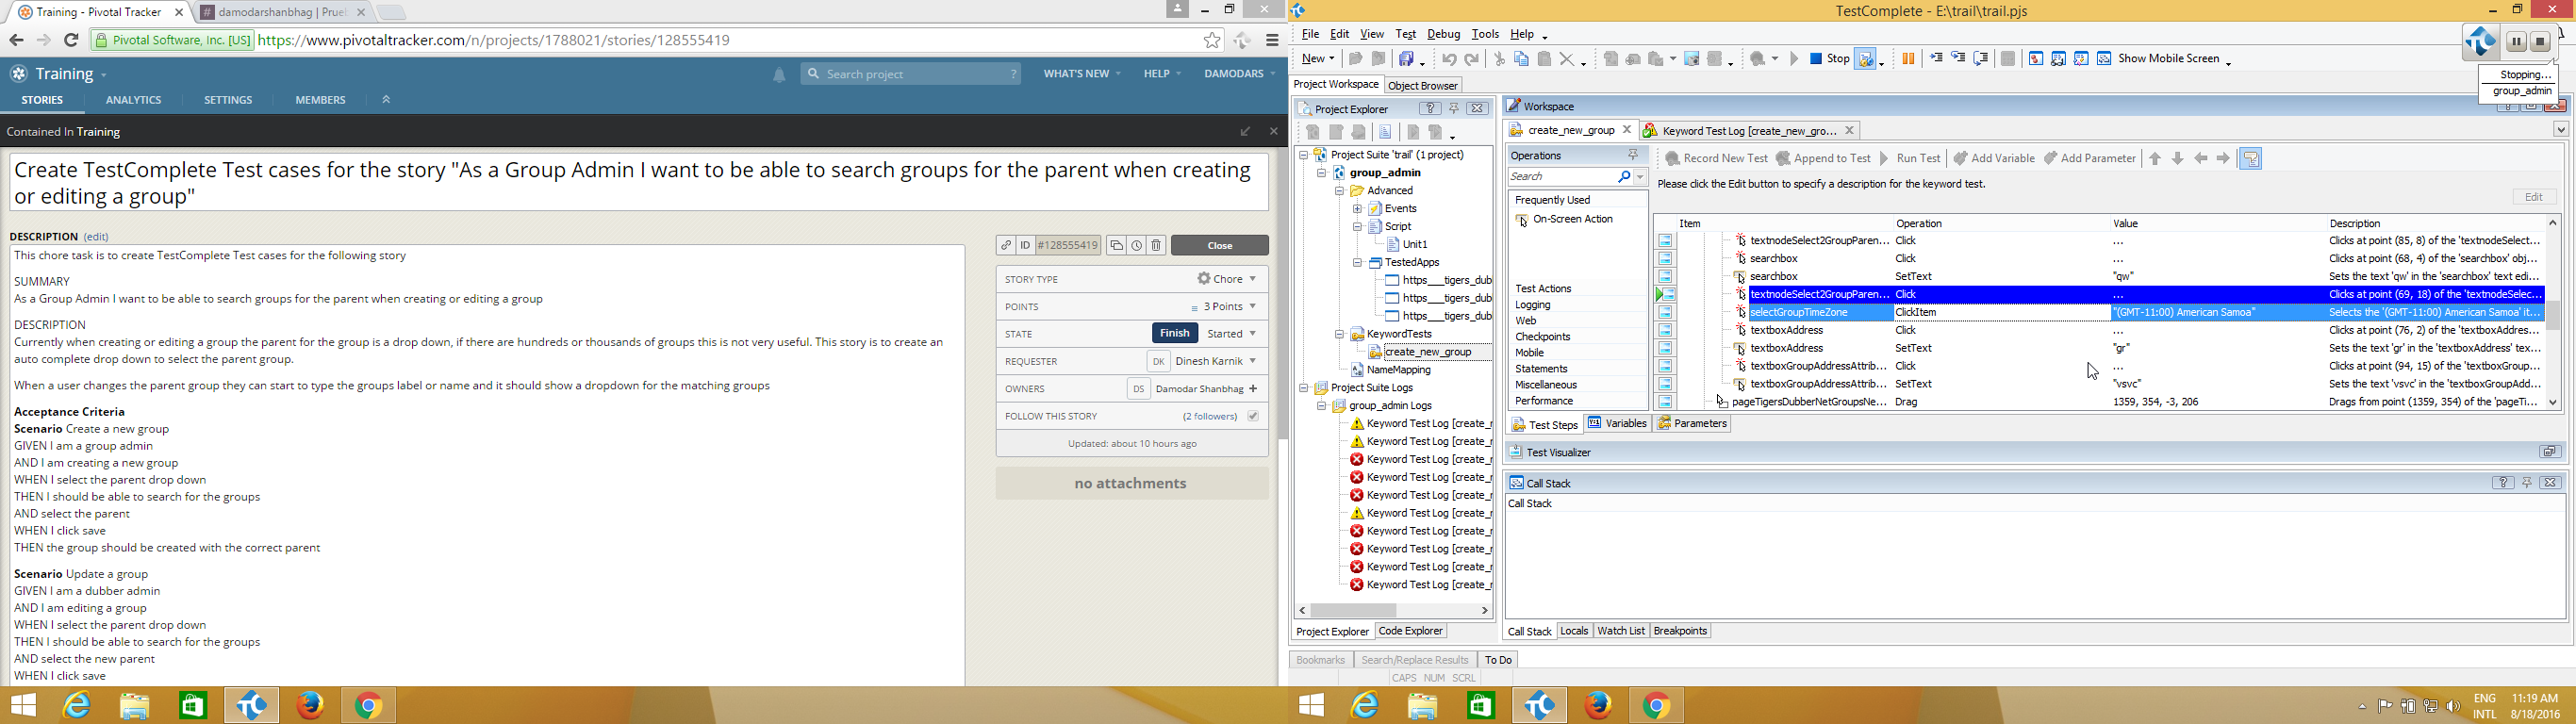 Training - Pivotal Tracker
damodarshanbhag | Prueb
Pivotal Software, Inc. [US] https://www.pivotaltracker.com/n/projects/1788021/stories/128555419
Training
Search project ?
WHAT'S NEW
HELP
DAMODARS
STORIES ANALYTICS SETTINGS MEMBERS
Contained In Training
Create TestComplete Test cases for the story "As a Group Admin I want to be able to search groups for the parent when creating
or editing a group"
DESCRIPTION (edit)
This chore task is to create TestComplete Test cases for the following story
SUMMARY
As a Group Admin I want to be able to search groups for the parent when creating or editing a group
DESCRIPTION
Currently when creating or editing a group the parent for the group is a drop down, if there are hundreds or thousands of groups this is not very useful. This story is to create an
auto complete drop down to select the parent group.
When a user changes the parent group they can start to type the groups label or name and it should show a dropdown for the matching groups
Acceptance Criteria
Scenario Create a new group
GIVEN I am a group admin
AND I am creating a new group
WHEN I select the parent drop down
THEN I should be able to search for the groups
AND select the parent
WHEN I click save
THEN the group should be created with the correct parent
Scenario Update a group
GIVEN I am a dubber admin
AND I am editing a group
WHEN I select the parent drop down
THEN I should be able to search for the groups
AND select the new parent
WHEN I click save
ID #128555419 Close
STORY TYPE Chore
POINTS 3 Points
STATE Finish Started
REQUESTER DK Dinesh Karnik
OWNERS DS Damodar Shanbhag +
FOLLOW THIS STORY (2 followers)
Updated: about 10 hours ago
no attachments
TestComplete - E:\trail\trail.pjs
File Edit View Test Debug Tools Help
New Stop Show Mobile Screen
Stopping...
group_admin
Project Workspace Object Browser
Project Explorer
Project Suite 'trail' (1 project)
group_admin
Advanced
Events
Script
Unit1
TestedApps
https___tigers_dub
https___tigers_dub
https___tigers_dub
KeywordTests
create_new_group
NameMapping
Project Suite Logs
group_admin Logs
Keyword Test Log [create_r
Keyword Test Log [create_r
Keyword Test Log [create_r
Keyword Test Log [create_r
Keyword Test Log [create_r
Keyword Test Log [create_r
Keyword Test Log [create_r
Keyword Test Log [create_r
Keyword Test Log [create_r
Keyword Test Log [create_r
Project Explorer Code Explorer
Workspace
create_new_group Keyword Test Log [create_new_gro...
Operations
Search
Frequently Used
On-Screen Action
Test Actions
Logging
Web
Checkpoints
Mobile
Statements
Miscellaneous
Performance
Record New Test Append to Test Run Test Add Variable Add Parameter
Please click the Edit button to specify a description for the keyword test.
Edit
Item Operation Value Description
textnodeSelect2GroupParen... Click ... Clicks at point (85, 8) of the 'textnodeSelect...
searchbox Click ... Clicks at point (68, 4) of the 'searchbox' obj...
searchbox SetText "qw" Sets the text 'qw' in the 'searchbox' text edi...
textnodeSelect2GroupParen... Click ... Clicks at point (69, 18) of the 'textnodeSelec...
selectGroupTimeZone ClickItem "(GMT-11:00) American Samoa" Selects the '(GMT-11:00) American Samoa' it...
textboxAddress Click ... Clicks at point (76, 2) of the 'textboxAddres...
textboxAddress SetText "gr" Sets the text 'gr' in the 'textboxAddress' tex...
textboxGroupAddressAttrib... Click ... Clicks at point (94, 15) of the 'textboxGroup...
textboxGroupAddressAttrib... SetText "vsvc" Sets the text 'vsvc' in the 'textboxGroupAdd...
pageTigersDubberNetGroupsNe... Drag 1359, 354, -3, 206 Drags from point (1359, 354) of the 'pageTi...
Test Steps Variables Parameters
Test Visualizer
Call Stack
Call Stack
Call Stack Locals Watch List Breakpoints
Bookmarks Search/Replace Results To Do
CAPS NUM SCRL
ENG 11:19 AM
INTL 8/18/2016